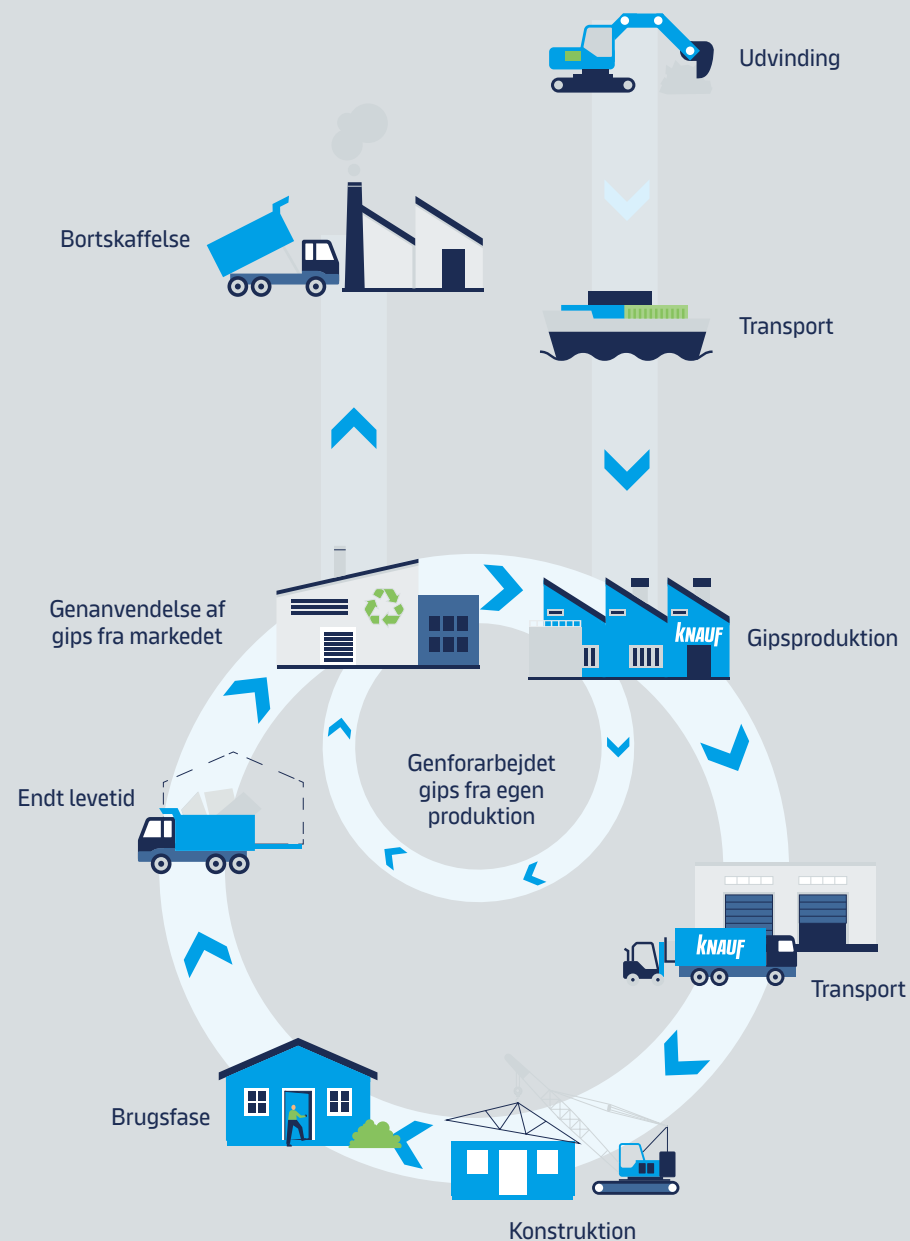 Udvinding
Bortskaffelse
Transport
Genanvendelse af
gips fra markedet
KNAUF
Gipsproduktion
Genforarbejdet
gips fra egen
produktion
Endt levetid
KNAUF
Transport
Brugsfase
Konstruktion